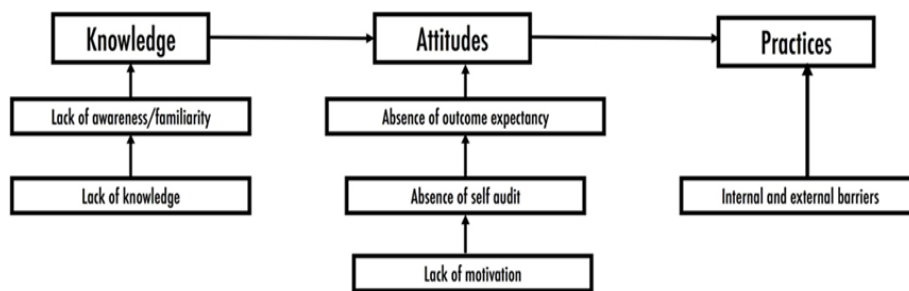 Knowledge
Attitudes
Practices
Lack of awareness/familiarity
Absence of outcome expectancy
Lack of knowledge
Absence of self audit
Internal and external barriers
Lack of motivation